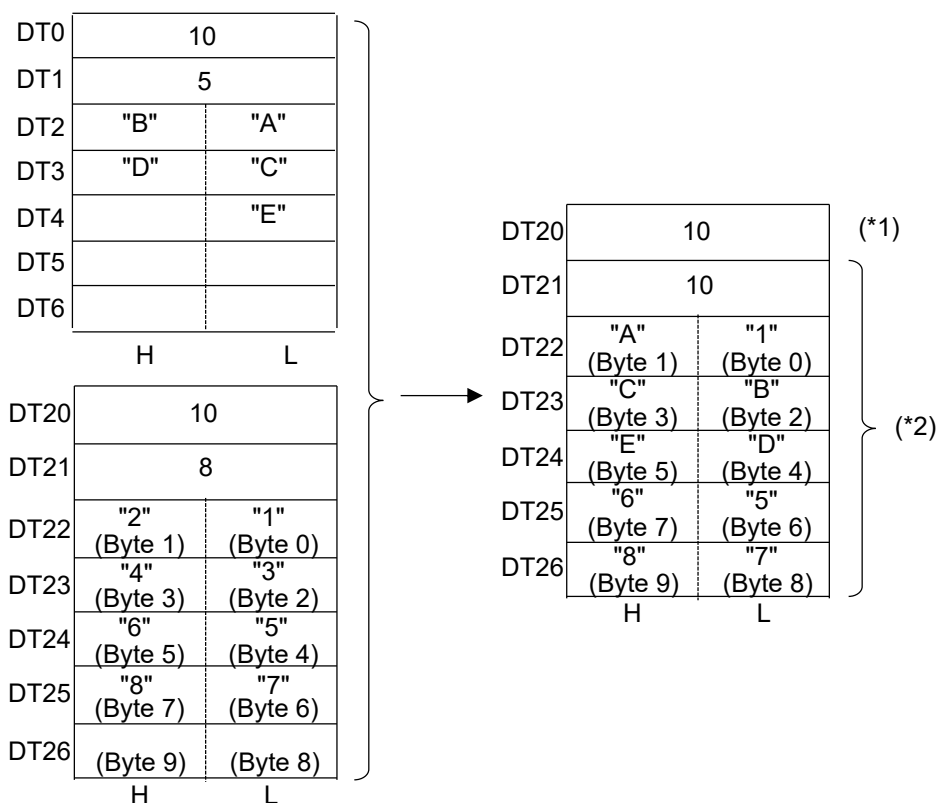 DT0 10
DT1 5
DT2 "B" "A"
DT3 "D" "C"
DT4 "E"
DT5
DT6
H L
DT20 10
DT21 8
DT22 "2" (Byte 1) "1" (Byte 0)
DT23 "4" (Byte 3) "3" (Byte 2)
DT24 "6" (Byte 5) "5" (Byte 4)
DT25 "8" (Byte 7) "7" (Byte 6)
DT26 (Byte 9) (Byte 8)
H L
DT20 10 (*1)
DT21 10
DT22 "A" (Byte 1) "1" (Byte 0)
DT23 "C" (Byte 3) "B" (Byte 2)
DT24 "E" (Byte 5) "D" (Byte 4)
DT25 "6" (Byte 7) "5" (Byte 6)
DT26 "8" (Byte 9) "7" (Byte 8)
H L
(*2)